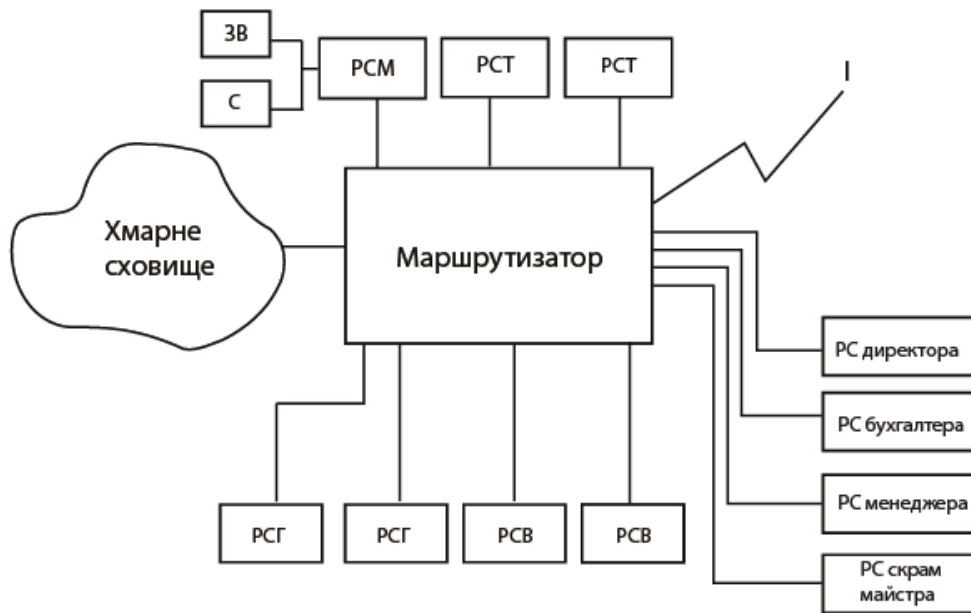 ЗВ
С
РСМ
РСТ
РСТ
І
Хмарне
сховище
Маршрутизатор
РС директора
РС бухгалтера
РС менеджера
РС скрам
майстра
РСГ
РСГ
РСВ
РСВ